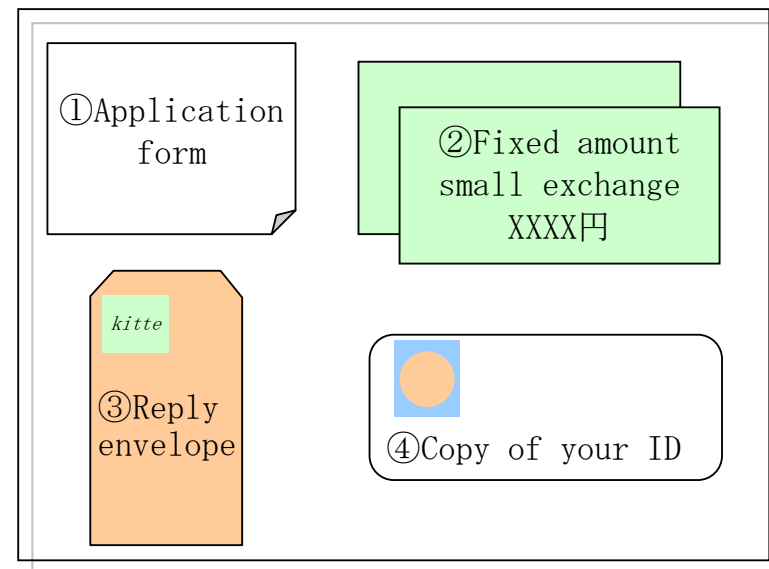 ①Application
form
②Fixed amount
small exchange
XXXX円
kitte
③Reply
envelope
④Copy of your ID